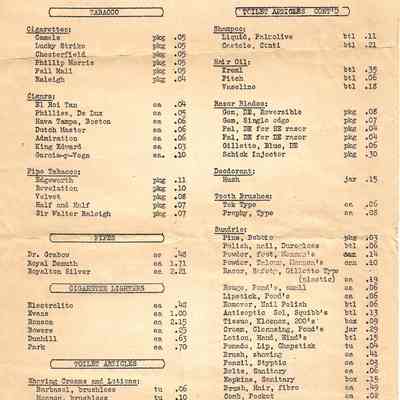 TOBACCO
Cigarettes:
Camels pkg .05
Lucky Strike pkg .05
Chesterfield pkg .05
Phillip Morris pkg .05
Pall Mall pkg .05
Raleigh pkg .04
Cigars:
El Roi Tan ea .04
Phillies, De Lux ea .05
Hava Tampa, Boston ea .06
Dutch Master ea .06
Admiration ea .06
King Edward ea .03
Garcia-y-Vega ea .10
Pipe Tobacco:
Edgeworth pkg .11
Revelation pkg .10
Velvet pkg .08
Half and Half pkg .07
Sir Walter Raleigh pkg .07
PIPES
Dr. Grabow ea .48
Royal Demuth ea 1.71
Royalton Silver ea 2.21
CIGARETTE LIGHTERS
Electrolite ea .48
Evans ea 1.00
Ronson ea 2.15
Bowers ea .25
Dunhill ea .63
Park ea .70
TOILET ARTICLES
Shaving Creams and Lotions:
Barbasol, brushless tu .06
Mennen, brushless tu .10
TOILET ARTICLES CONT'D
Shampoo:
Liquid, Palmolive btl .11
Castole, Conti btl .21
Hair Oil:
Kreml btl .35
Fitch btl .06
Vaseline btl .18
Razor Blades:
Gem, DE, Reversible pkg .08
Gem, Single edge pkg .07
Pal, DE for DE razor pkg .04
Pal, DE for SE razor pkg .04
Gillette, Blue, DE pkg .06
Schick Injector pkg .30
Deodorant:
Hush jar .15
Tooth Brushes:
Tek Type ea .06
Prophy, Type ea .08
Sundrie:
Pins, Bobbie pkg .07
Polish, nail, Duragloss btl .06
Powder, foot, Mennen's can .14
Powder, Talcum, Mennen's can .10
Razor, Safety, Gillette Type
(plastic) ea .19
Rouge, Pond's, small ea .06
Lipstick, Pond's ea .06
Remover, Nail Polish btl .06
Antiseptic Sol, Squibb's btl .13
Tissue, Kleenex, 200's box .09
Cream, Cleansing, Pond's jar .29
Lotion, Hand, Hind's btl .15
Pomade, Lip, Chapstick tu .04
Brush, shaving ea .41
Pencil, Styptic ea .03
Belts, Sanitary ea .06
Napkins, Sanitary box .15
Brush, Hair, fibre ea .49
Comb, Pocket ea .02